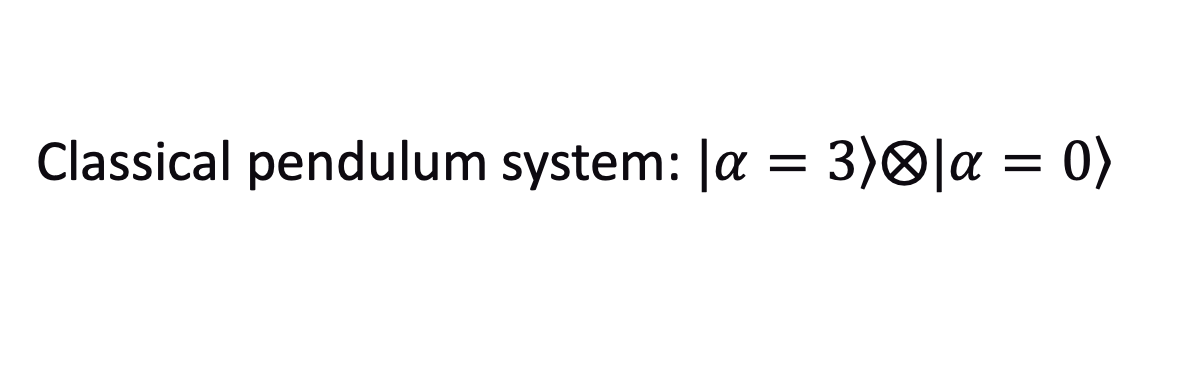 Classical pendulum system: |𝛼 = 3⟩⊗|𝛼 = 0⟩